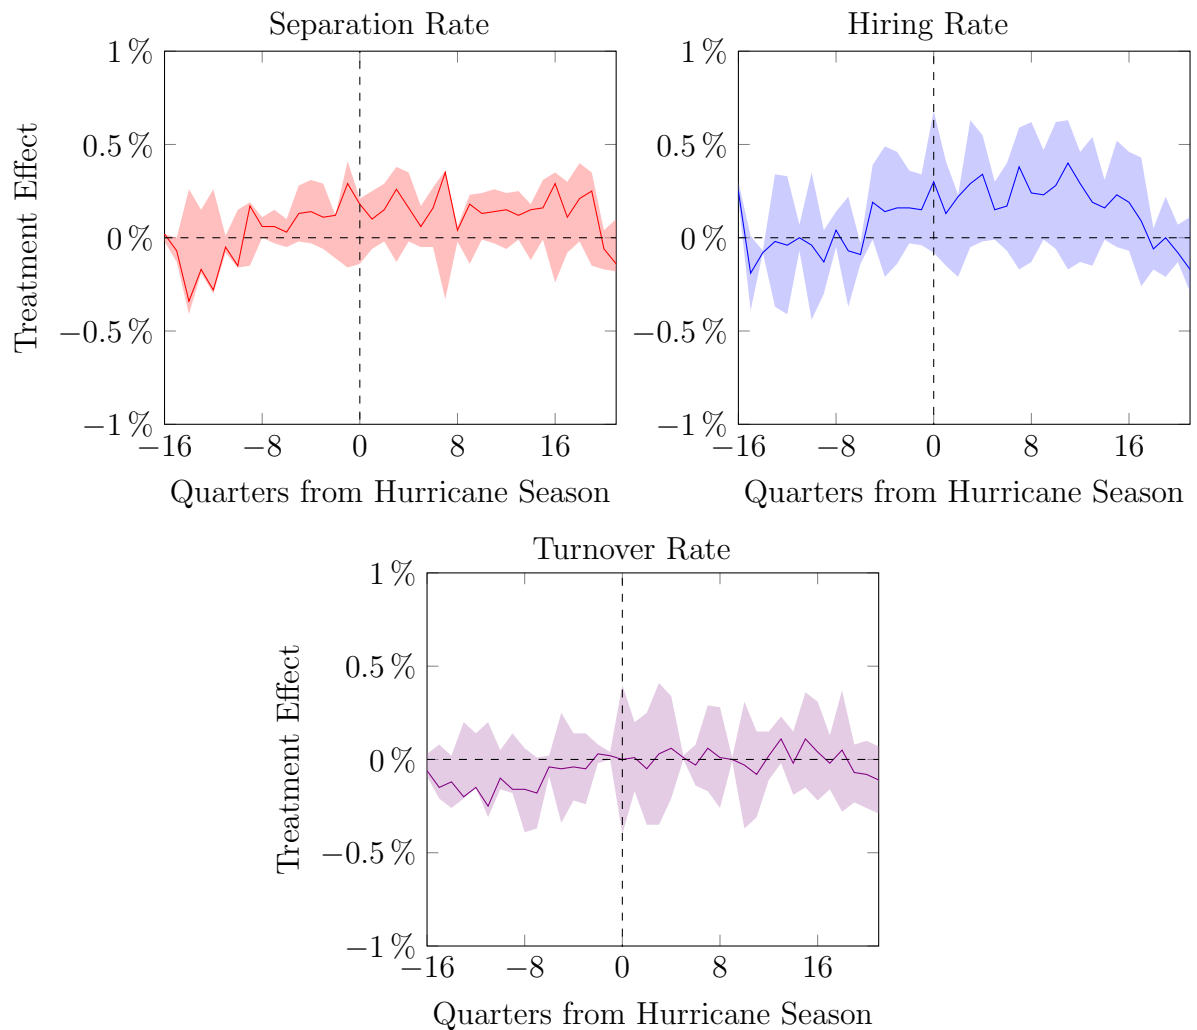 Separation Rate
1 %
0.5 %
0 %
−0.5 %
−1 %
Treatment Effect
−16 −8 0 8 16
Quarters from Hurricane Season
Hiring Rate
1 %
0.5 %
0 %
−0.5 %
−1 %
−16 −8 0 8 16
Quarters from Hurricane Season
Turnover Rate
1 %
0.5 %
0 %
−0.5 %
−1 %
Treatment Effect
−16 −8 0 8 16
Quarters from Hurricane Season